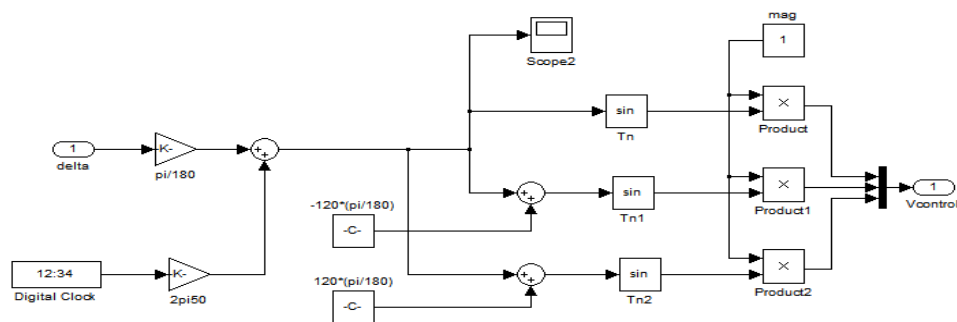 mag
1
Scope2
sin
Tn
×
Product
1
delta
-K-
pi/180
+
+
-120*(pi/180)
-C-
+
+
sin
Tn1
×
Product1
1
Vcontrol
12:34
Digital Clock
-K-
2pi50
120*(pi/180)
-C-
+
+
sin
Tn2
×
Product2